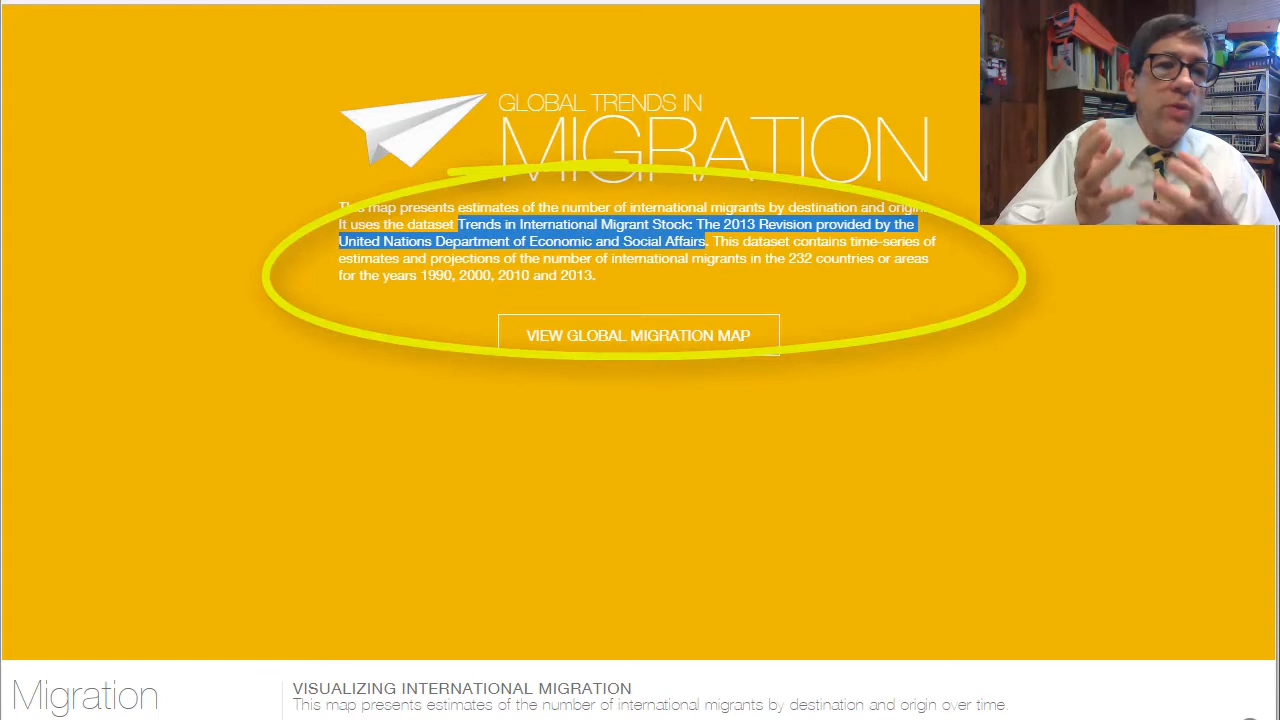 GLOBAL TRENDS IN
MIGRATION
This map presents estimates of the number of international migrants by destination and origin.
It uses the dataset Trends in International Migrant Stock: The 2013 Revision provided by the
United Nations Department of Economic and Social Affairs. This dataset contains time-series of
estimates and projections of the number of international migrants in the 232 countries or areas
for the years 1990, 2000, 2010 and 2013.
VIEW GLOBAL MIGRATION MAP
Migration
VISUALIZING INTERNATIONAL MIGRATION
This map presents estimates of the number of international migrants by destination and origin over time.